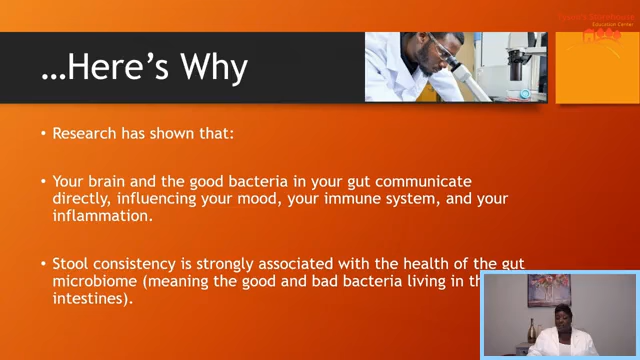 Education Center
...Here's Why
• Research has shown that:
• Your brain and the good bacteria in your gut communicate
directly, influencing your mood, your immune system, and your
inflammation.
• Stool consistency is strongly associated with the health of the gut
microbiome (meaning the good and bad bacteria living in th
intestines).